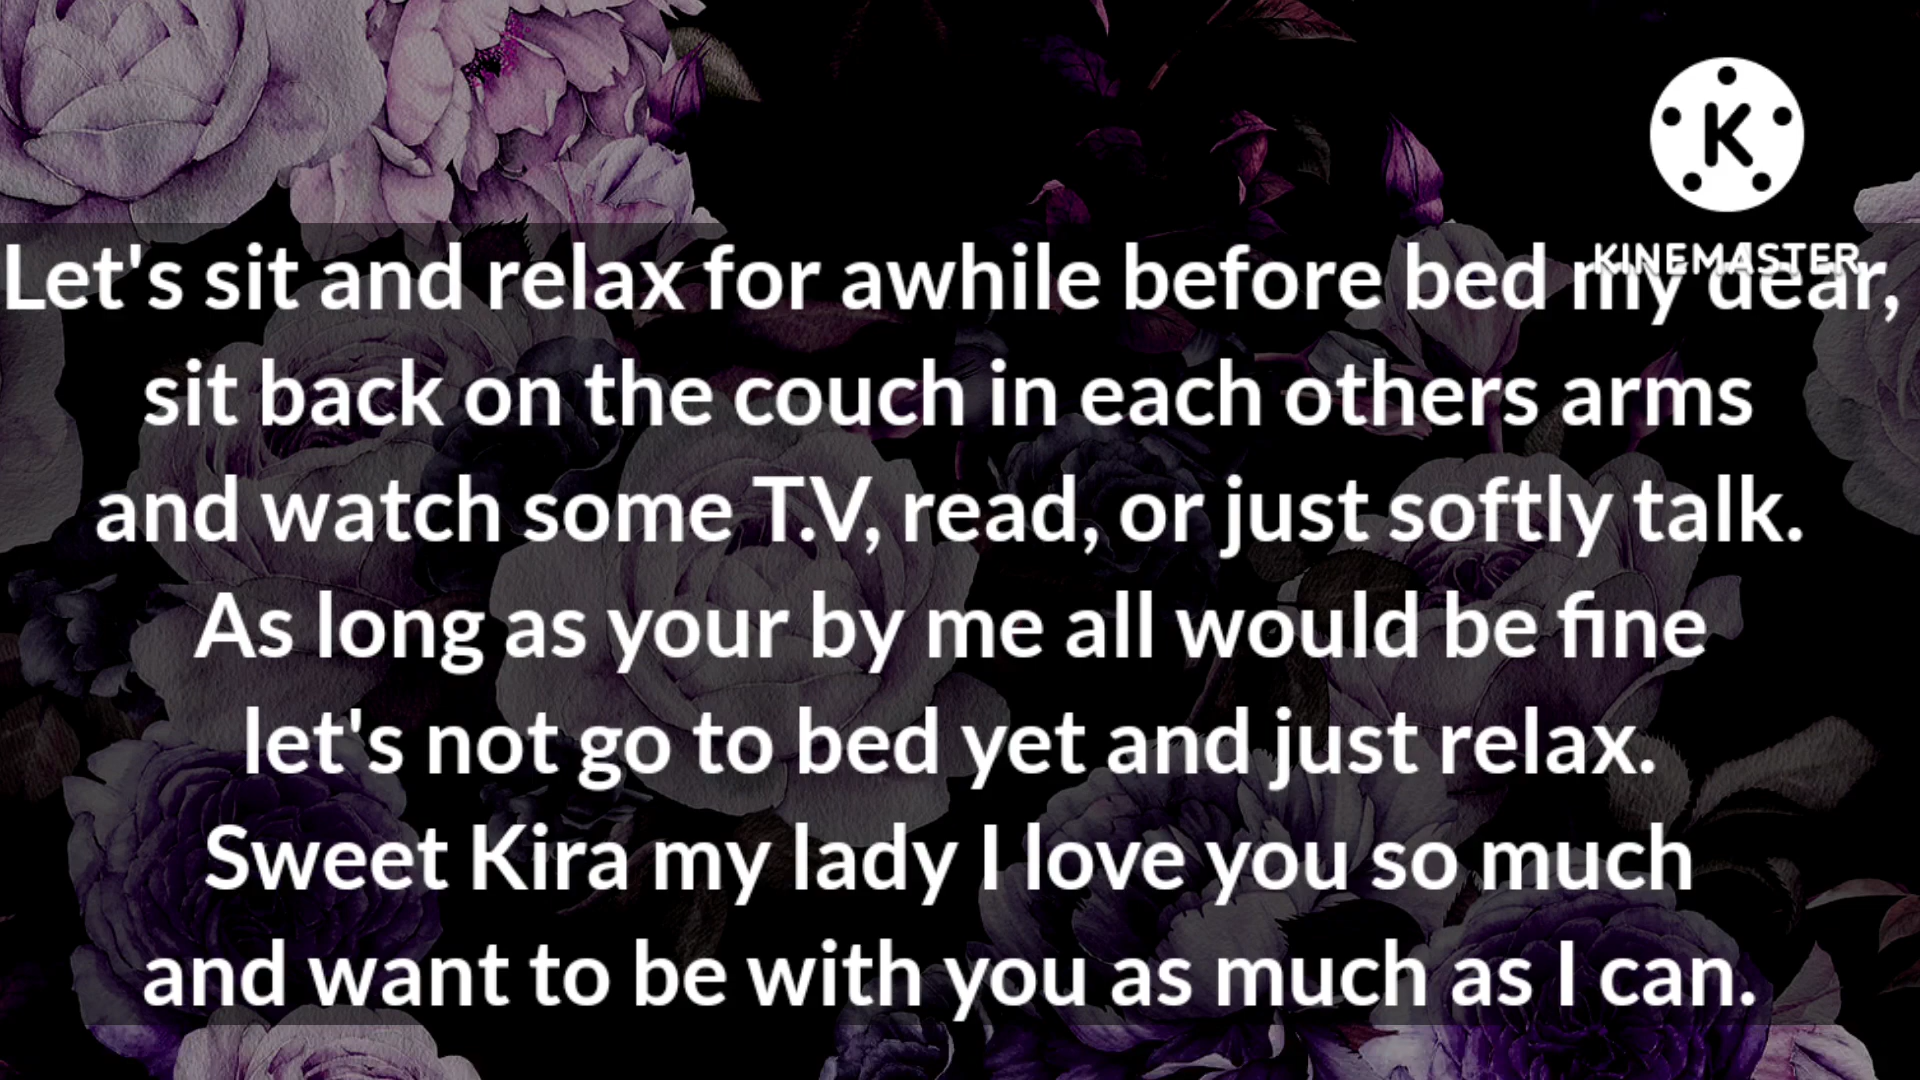 K
KINEMASTER
Let's sit and relax for awhile before bed my dear,
sit back on the couch in each others arms
and watch some T.V, read, or just softly talk.
As long as your by me all would be fine
let's not go to bed yet and just relax.
Sweet Kira my lady I love you so much
and want to be with you as much as I can.